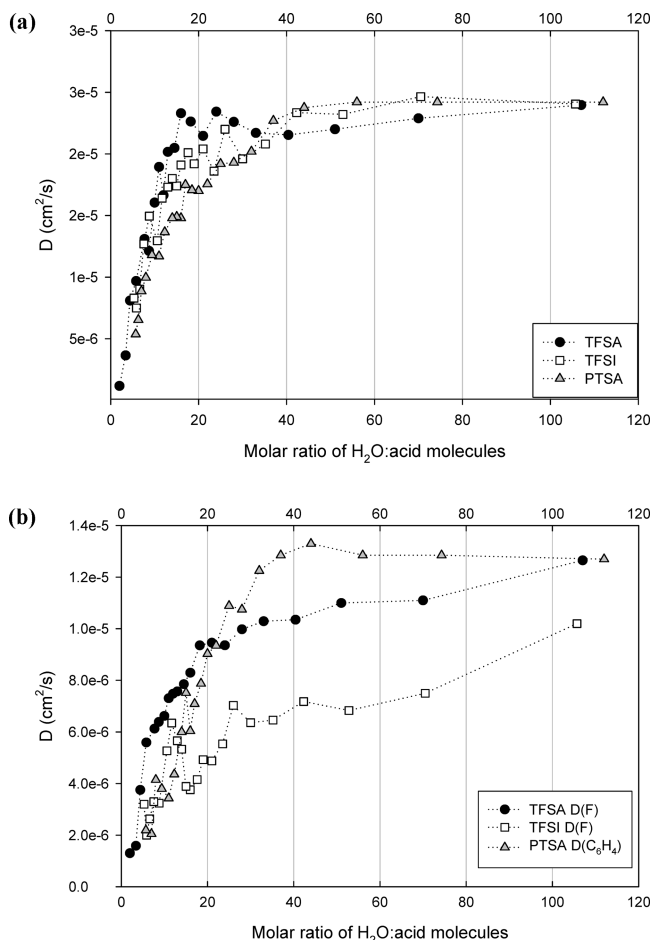 (a)
0 20 40 60 80 100 120
3e-5
3e-5
2e-5
2e-5
1e-5
5e-6
D (cm²/s)
TFSA
TFSI
PTSA
0 20 40 60 80 100 120
Molar ratio of H₂O:acid molecules
(b)
0 20 40 60 80 100 120
1.4e-5
1.2e-5
1.0e-5
8.0e-6
6.0e-6
4.0e-6
2.0e-6
0.0
D (cm²/s)
TFSA D(F)
TFSI D(F)
PTSA D(C₆H₄)
0 20 40 60 80 100 120
Molar ratio of H₂O:acid molecules